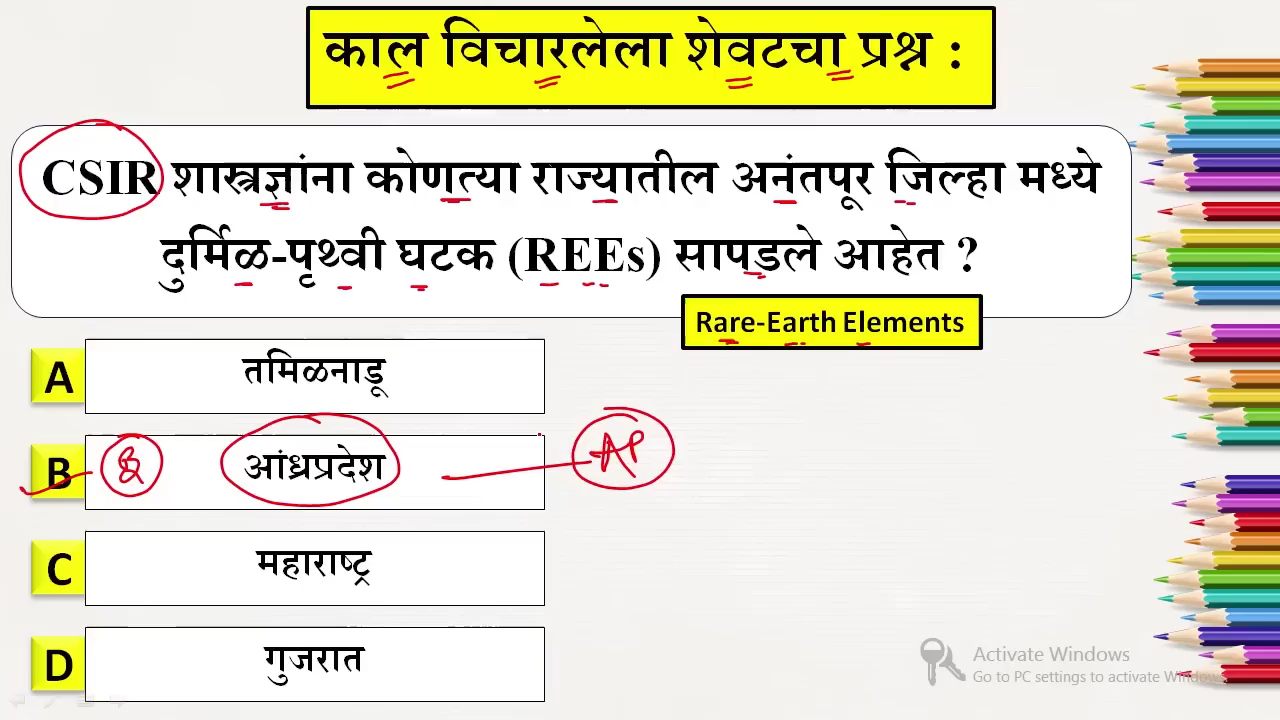 काल विचारलेला शेवटचा प्रश्न :
CSIR शास्त्रज्ञांना कोणत्या राज्यातील अनंतपूर जिल्हा मध्ये
दुर्मिळ-पृथ्वी घटक (REEs) सापडले आहेत ?
Rare-Earth Elements
A तमिळनाडू
B आंध्रप्रदेश AP
C महाराष्ट्र
D गुजरात
Activate Windows
Go to PC settings to activate Windows.